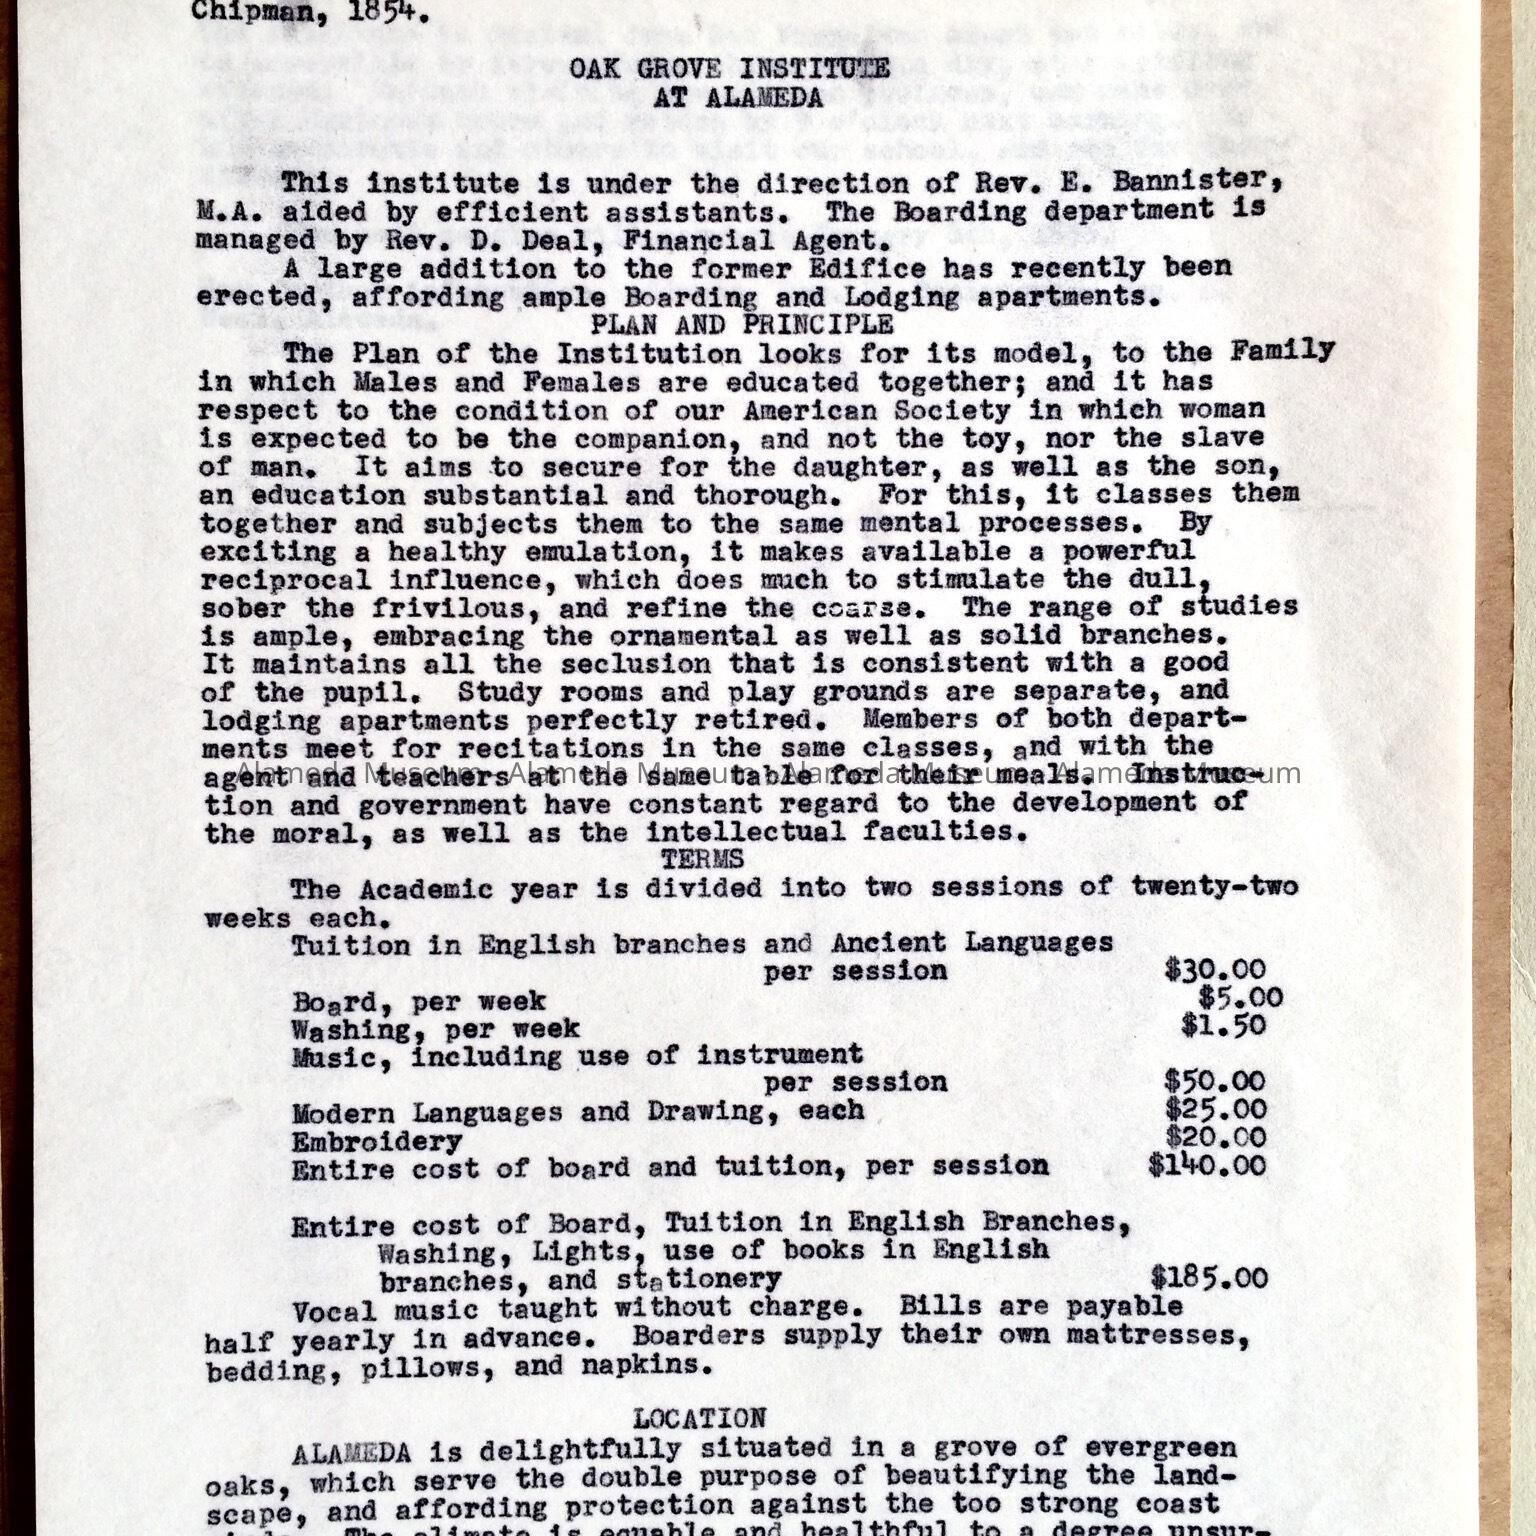 Chipman, 1854.
OAK GROVE INSTITUTE
AT ALAMEDA
This institute is under the direction of Rev. E. Bannister,
M.A. aided by efficient assistants. The Boarding department is
managed by Rev. D. Deal, Financial Agent.
A large addition to the former Edifice has recently been
erected, affording ample Boarding and Lodging apartments.
PLAN AND PRINCIPLE
The Plan of the Institution looks for its model, to the Family
in which Males and Females are educated together; and it has
respect to the condition of our American Society in which woman
is expected to be the companion, and not the toy, nor the slave
of man. It aims to secure for the daughter, as well as the son,
an education substantial and thorough. For this, it classes them
together and subjects them to the same mental processes. By
exciting a healthy emulation, it makes available a powerful
reciprocal influence, which does much to stimulate the dull,
sober the frivilous, and refine the coarse. The range of studies
is ample, embracing the ornamental as well as solid branches.
It maintains all the seclusion that is consistent with a good
of the pupil. Study rooms and play grounds are separate, and
lodging apartments perfectly retired. Members of both depart-
ments meet for recitations in the same classes, and with the
agent and teachers at the same table for their meals. Instruc-
Alameda Museum - Alameda Museum - Alameda Museum - Alameda Museum
tion and government have constant regard to the development of
the moral, as well as the intellectual faculties.
TERMS
The Academic year is divided into two sessions of twenty-two
weeks each.
Tuition in English branches and Ancient Languages
per session $30.00
Board, per week $5.00
Washing, per week $1.50
Music, including use of instrument
per session $50.00
Modern Languages and Drawing, each $25.00
Embroidery $20.00
Entire cost of board and tuition, per session $140.00
Entire cost of Board, Tuition in English Branches,
Washing, Lights, use of books in English
branches, and stationery $185.00
Vocal music taught without charge. Bills are payable
half yearly in advance. Boarders supply their own mattresses,
bedding, pillows, and napkins.
LOCATION
ALAMEDA is delightfully situated in a grove of evergreen
oaks, which serve the double purpose of beautifying the land-
scape, and affording protection against the too strong coast
The climate is equable and healthful to a degree unsur-